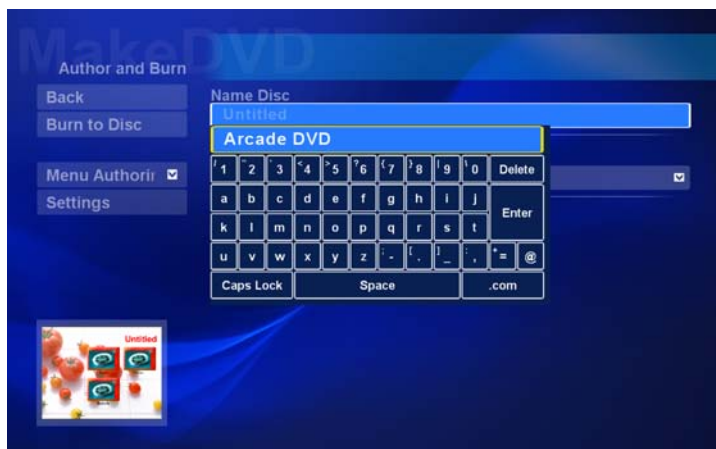 MakeDVD
Author and Burn
Back
Burn to Disc
Menu Authorir
Settings
Name Disc
Untitled
Arcade DVD
1 2 3 <4 >5 ?6 {7 }8 |9 \0 Delete
a b c d e f g h i j
Enter
k l m n o p q r s t
u v w x y z ;- [. ]_ :, += @
Caps Lock Space .com
Untitled